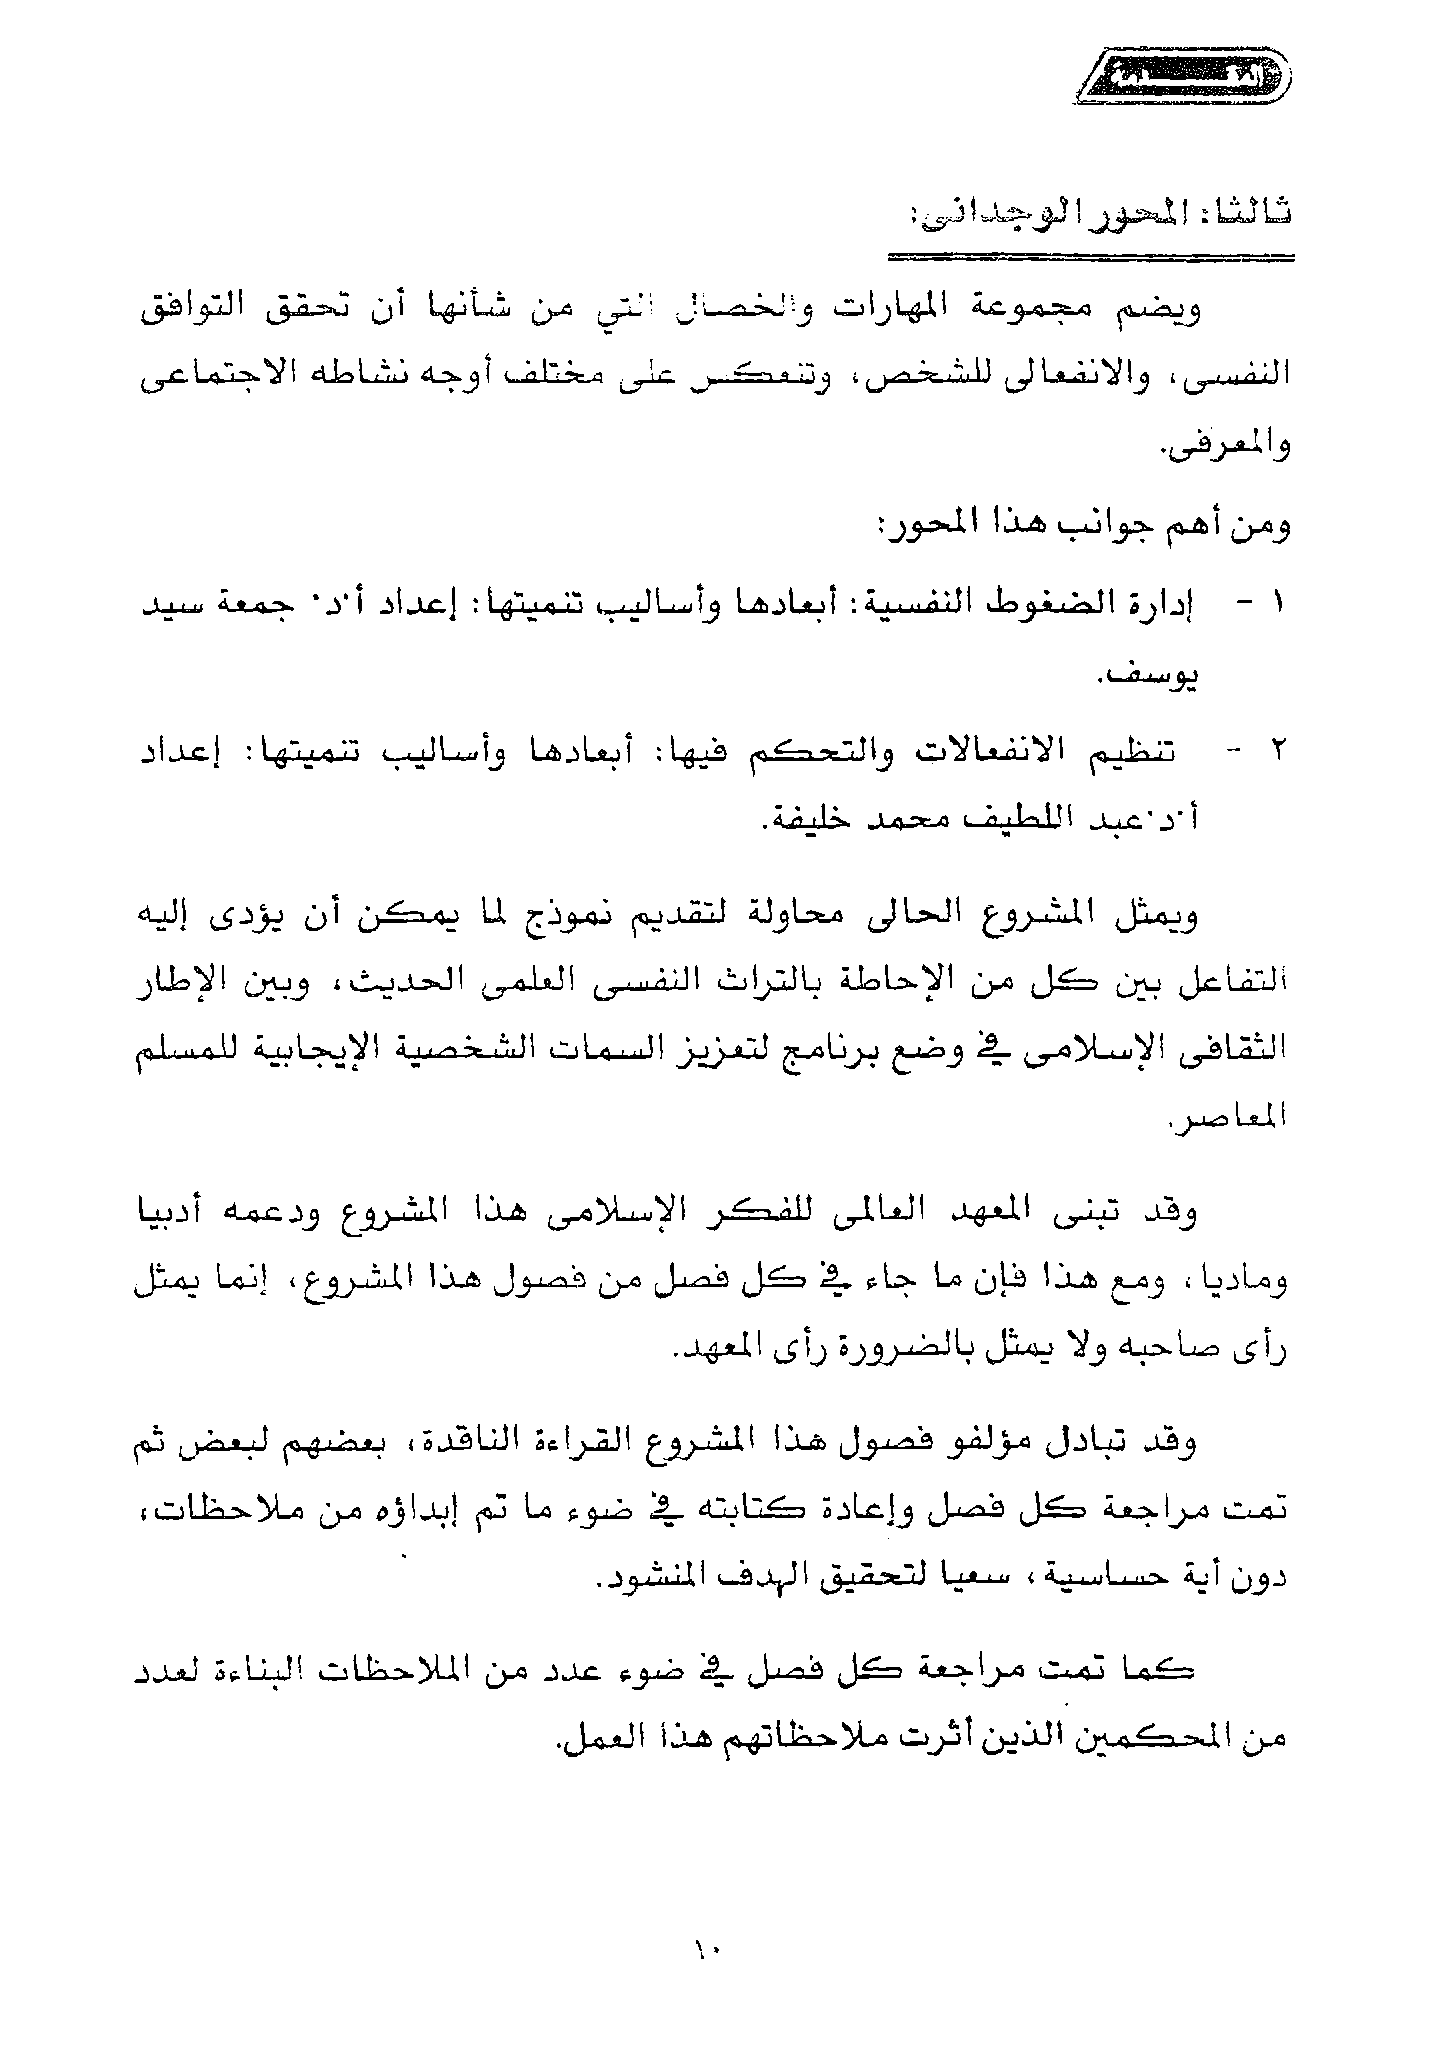 ثالثا: المحور الوجدانى:
ويضم مجموعة المهارات والخصال التي من شأنها أن تحقق التوافق
النفسى، والانفعالى للشخص، وتنعكس على مختلف أوجه نشاطه الاجتماعى
والمعرفى.
ومن أهم جوانب هذا المحور:
١ - إدارة الضغوط النفسية: أبعادها وأساليب تنميتها: إعداد أ.د. جمعة سيد
يوسف.
٢ - تنظيم الانفعالات والتحكم فيها: أبعادها وأساليب تنميتها: إعداد
أ.د.عبد اللطيف محمد خليفة.
ويمثل المشروع الحالى محاولة لتقديم نموذج لما يمكن أن يؤدى إليه
التفاعل بين كل من الإحاطة بالتراث النفسى العلمى الحديث، وبين الإطار
الثقافى الإسلامى في وضع برنامج لتعزيز السمات الشخصية الإيجابية للمسلم
المعاصر.
وقد تبنى المعهد العالمى للفكر الإسلامى هذا المشروع ودعمه أدبيا
وماديا، ومع هذا فإن ما جاء في كل فصل من فصول هذا المشروع، إنما يمثل
رأى صاحبه ولا يمثل بالضرورة رأى المعهد.
وقد تبادل مؤلفو فصول هذا المشروع القراءة الناقدة، بعضهم لبعض ثم
تمت مراجعة كل فصل وإعادة كتابته في ضوء ما تم إبداؤه من ملاحظات،
دون أية حساسية، سعيا لتحقيق الهدف المنشود.
كما تمت مراجعة كل فصل في ضوء عدد من الملاحظات البناءة لعدد
من المحكمين الذين أثرت ملاحظاتهم هذا العمل.
١٠